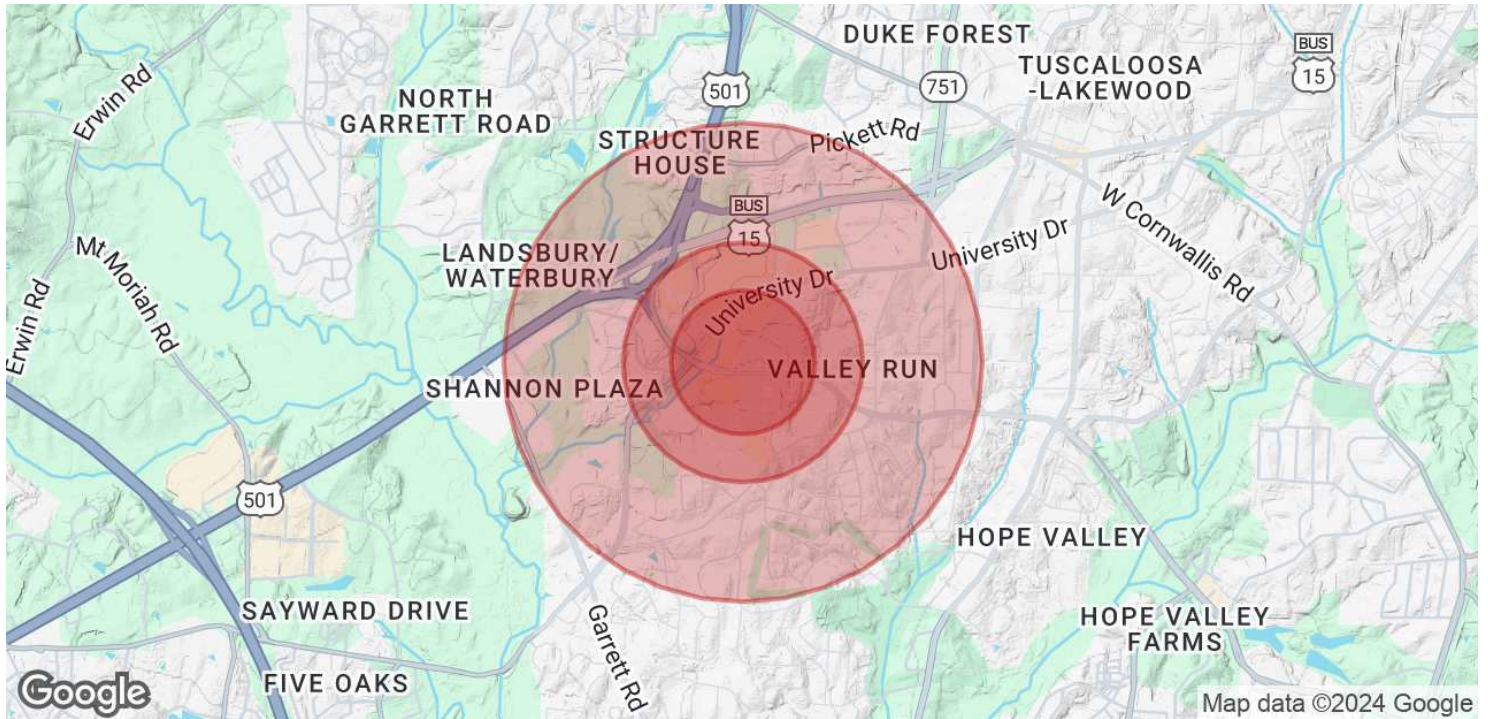 DUKE FOREST
BUS
15
TUSCALOOSA
-LAKEWOOD
501
751
Erwin Rd
NORTH
GARRETT ROAD
STRUCTURE
HOUSE
Pickett Rd
BUS
15
W Cornwallis Rd
University Dr
Mt Moriah Rd
LANDSBURY/
WATERBURY
University Dr
Erwin Rd
VALLEY RUN
SHANNON PLAZA
501
HOPE VALLEY
SAYWARD DRIVE
HOPE VALLEY
FARMS
Garrett Rd
FIVE OAKS
Google
Map data ©2024 Google